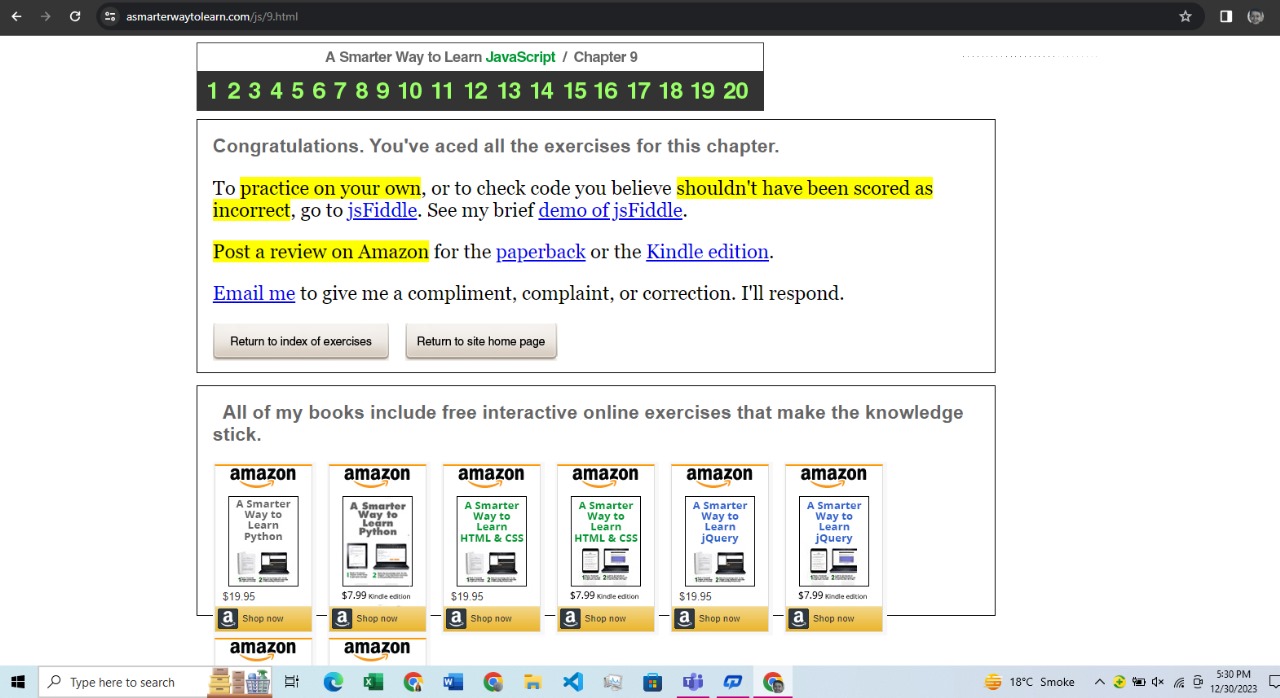 asmarterwaytolearn.com/js/9.html
A Smarter Way to Learn JavaScript / Chapter 9
1 2 3 4 5 6 7 8 9 10 11 12 13 14 15 16 17 18 19 20
Congratulations. You've aced all the exercises for this chapter.
To practice on your own, or to check code you believe shouldn't have been scored as
incorrect, go to jsFiddle. See my brief demo of jsFiddle.
Post a review on Amazon for the paperback or the Kindle edition.
Email me to give me a compliment, complaint, or correction. I'll respond.
Return to index of exercises Return to site home page
All of my books include free interactive online exercises that make the knowledge
stick.
amazon amazon amazon amazon amazon amazon
A Smarter A Smarter A Smarter A Smarter A Smarter A Smarter
Way to Way to Way to Way to Way to Way to
Learn Learn Learn Learn Learn Learn
Python Python HTML & CSS HTML & CSS jQuery jQuery
$19.95 $7.99 Kindle edition $19.95 $7.99 Kindle edition $19.95 $7.99 Kindle edition
a Shop now a Shop now a Shop now a Shop now a Shop now a Shop now
amazon amazon
Type here to search 18°C Smoke 5:30 PM
12/30/2023